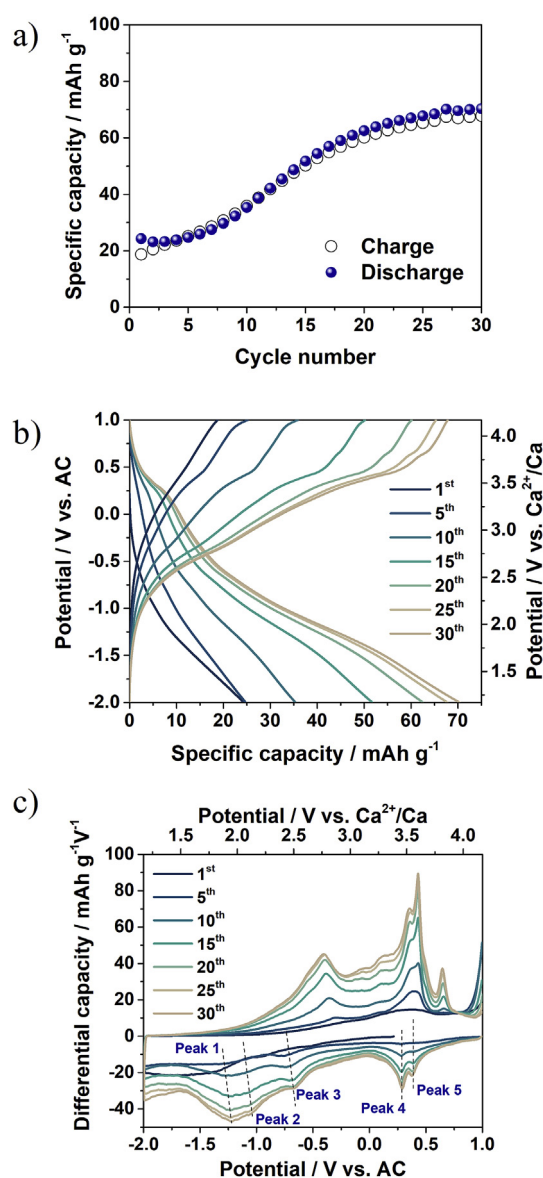 a)
Specific capacity / mAh g⁻¹
100
80
60
40
20
0
Charge
Discharge
0 5 10 15 20 25 30
Cycle number
b)
Potential / V vs. AC
1.0
0.5
0.0
-0.5
-1.0
-1.5
-2.0
1ˢᵗ
5ᵗʰ
10ᵗʰ
15ᵗʰ
20ᵗʰ
25ᵗʰ
30ᵗʰ
4.0
3.5
3.0
2.5
2.0
1.5
Potential / V vs. Ca²⁺/Ca
0 10 20 30 40 50 60 70
Specific capacity / mAh g⁻¹
c)
Potential / V vs. Ca²⁺/Ca
1.5 2.0 2.5 3.0 3.5 4.0
Differential capacity / mAh g⁻¹V⁻¹
100
80
60
40
20
0
-20
-40
1ˢᵗ
5ᵗʰ
10ᵗʰ
15ᵗʰ
20ᵗʰ
25ᵗʰ
30ᵗʰ
Peak 1
Peak 2
Peak 3
Peak 4
Peak 5
-2.0 -1.5 -1.0 -0.5 0.0 0.5 1.0
Potential / V vs. AC